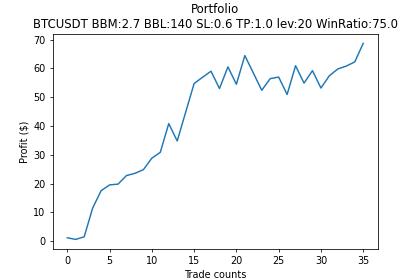 Portfolio
BTCUSDT BBM:2.7 BBL:140 SL:0.6 TP:1.0 lev:20 WinRatio:75.0
70
60
50
40
30
20
10
0
Profit ($)
0 5 10 15 20 25 30 35
Trade counts